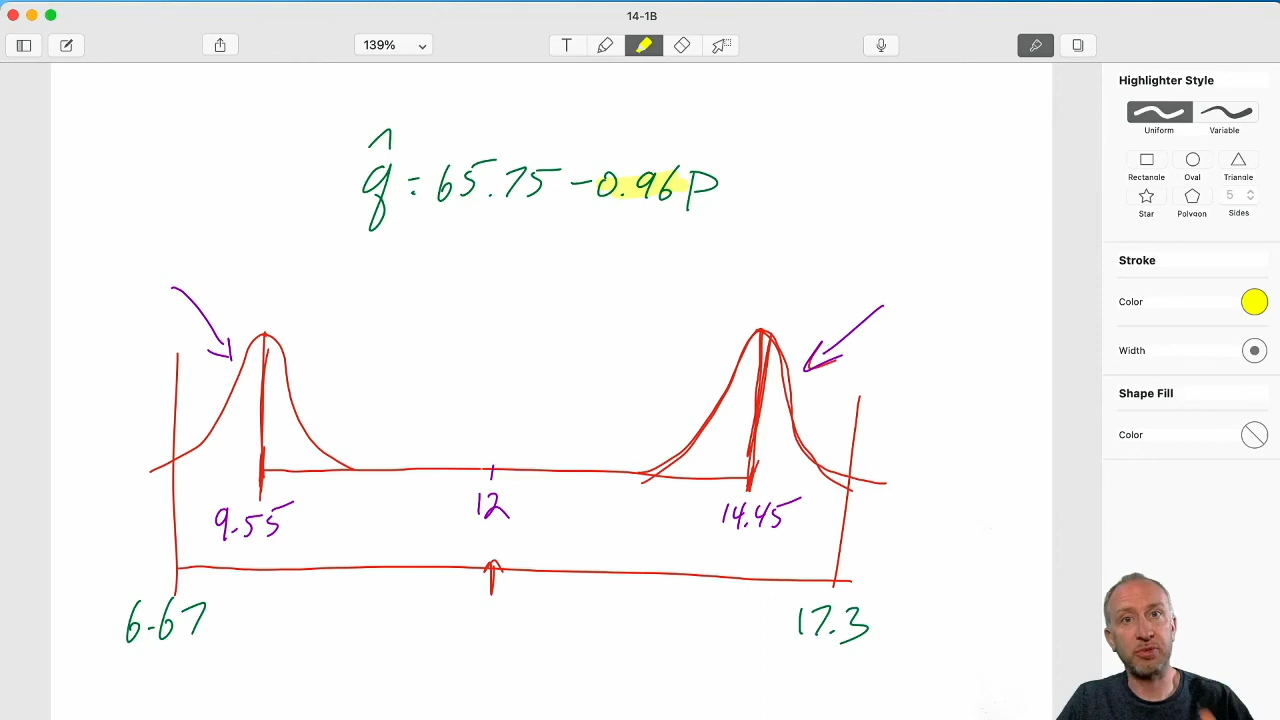 14-1B
139%
T
Highlighter Style
Uniform Variable
Rectangle Oval Triangle
5
Star Polygon Sides
Stroke
Color
Width
Shape Fill
Color
q̂ = 65.75 - 0.96 p
9.55 12 14.45
6.67 17.3